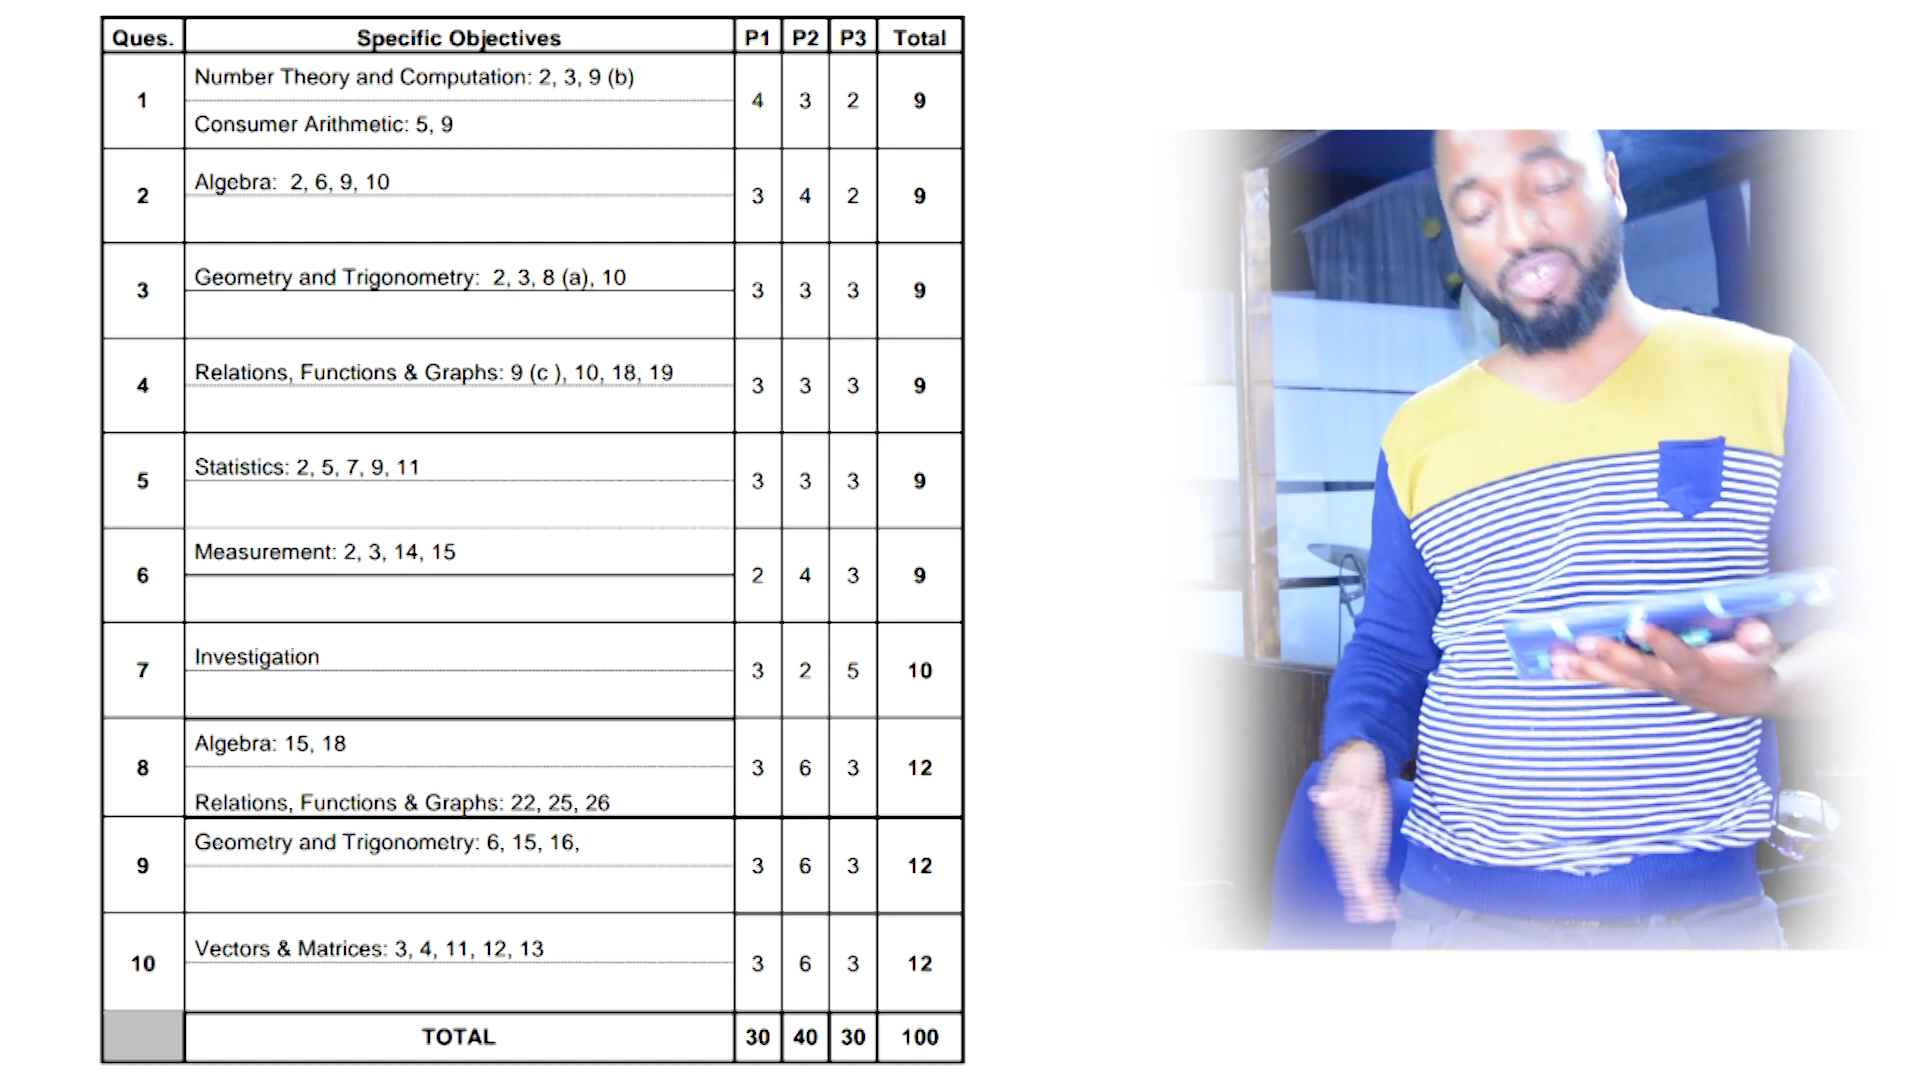 Ques. Specific Objectives P1 P2 P3 Total
1 Number Theory and Computation: 2, 3, 9 (b) 4 3 2 9
Consumer Arithmetic: 5, 9
2 Algebra: 2, 6, 9, 10 3 4 2 9
3 Geometry and Trigonometry: 2, 3, 8 (a), 10 3 3 3 9
4 Relations, Functions & Graphs: 9 (c ), 10, 18, 19 3 3 3 9
5 Statistics: 2, 5, 7, 9, 11 3 3 3 9
6 Measurement: 2, 3, 14, 15 2 4 3 9
7 Investigation 3 2 5 10
8 Algebra: 15, 18 3 6 3 12
Relations, Functions & Graphs: 22, 25, 26
9 Geometry and Trigonometry: 6, 15, 16, 3 6 3 12
10 Vectors & Matrices: 3, 4, 11, 12, 13 3 6 3 12
TOTAL 30 40 30 100